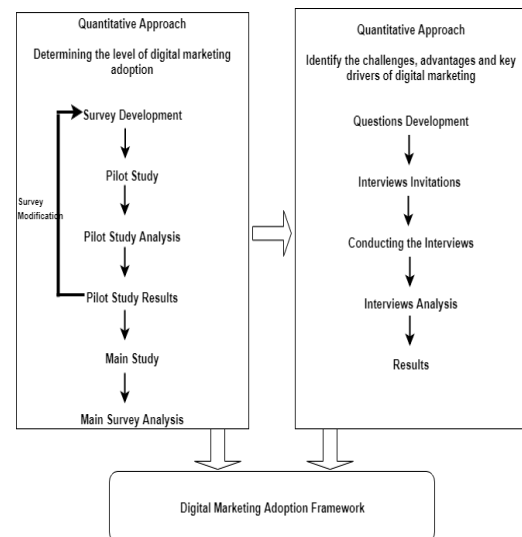 Quantitative Approach
Determining the level of digital marketing
adoption
Survey Development
Pilot Study
Survey
Modification
Pilot Study Analysis
Pilot Study Results
Main Study
Main Survey Analysis
Quantitative Approach
Identify the challenges, advantages and key
drivers of digital marketing
Questions Development
Interviews Invitations
Conducting the Interviews
Interviews Analysis
Results
Digital Marketing Adoption Framework